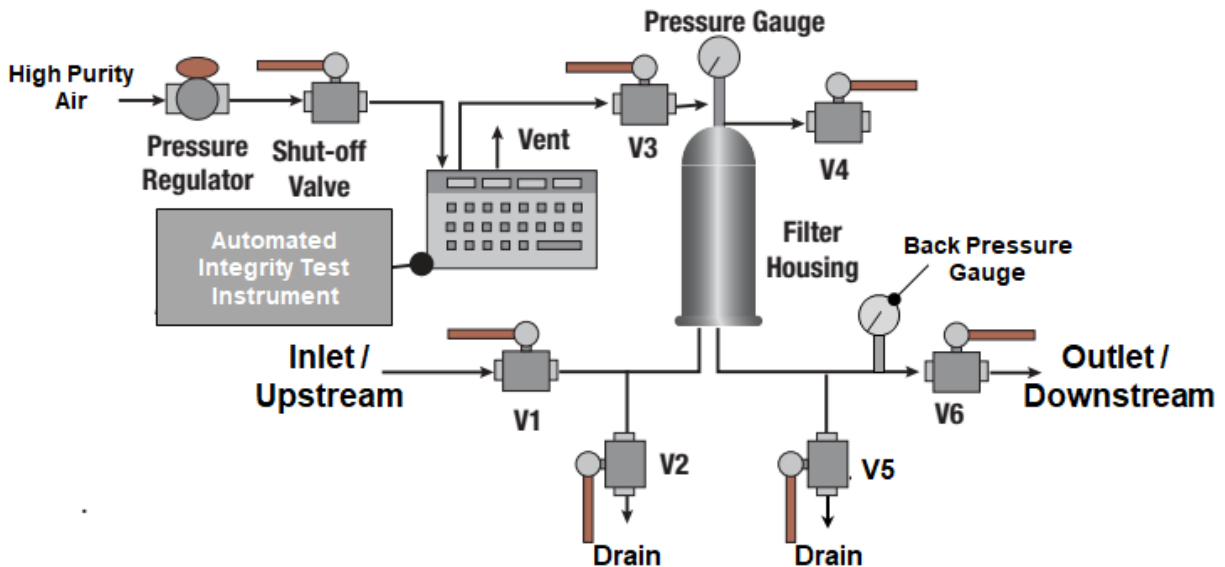 Pressure Gauge
High Purity
Air
Pressure
Regulator
Shut-off
Valve
Vent
V3
V4
Automated
Integrity Test
Instrument
Filter
Housing
Back Pressure
Gauge
Inlet /
Upstream
V1
Outlet /
Downstream
V6
V2
V5
Drain
Drain